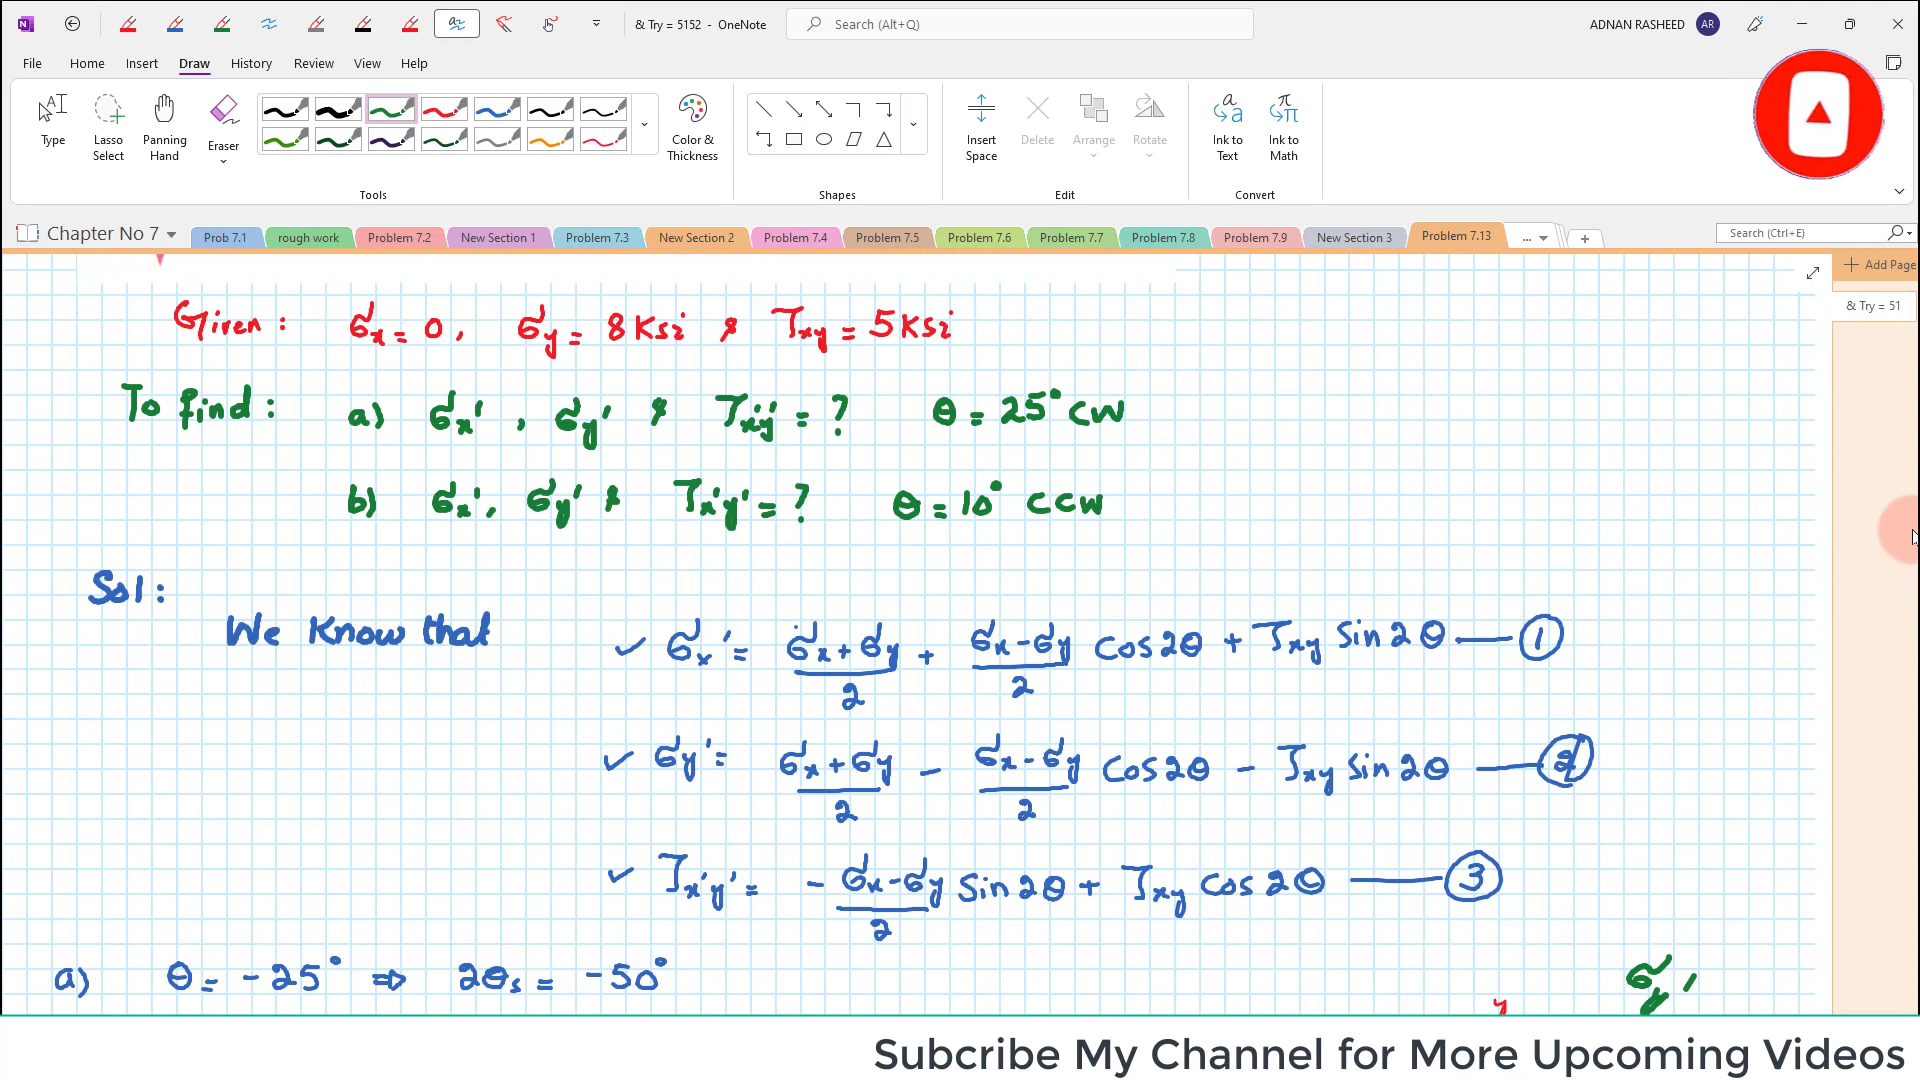 & Try = 5152 - OneNote
Search (Alt+Q)
ADNAN RASHEED AR
File Home Insert Draw History Review View Help
Type
Lasso Select
Panning Hand
Eraser
Color & Thickness
Insert Space
Delete
Arrange
Rotate
Ink to Text
Ink to Math
Tools
Shapes
Edit
Convert
Chapter No 7 Prob 7.1 rough work Problem 7.2 New Section 1 Problem 7.3 New Section 2 Problem 7.4 Problem 7.5 Problem 7.6 Problem 7.7 Problem 7.8 Problem 7.9 New Section 3 Problem 7.13 ...
Search (Ctrl+E)
Add Page
& Try = 51
Given : σx = 0 , σy = 8 Ksi & τxy = 5 Ksi
To find : a) σx' , σy' & τx'y' = ? θ = 25° CW
b) σx' , σy' & τx'y' = ? θ = 10° CCW
Sol :
We Know that ✓ σx' = (σx + σy)/2 + (σx - σy)/2 Cos 2θ + τxy Sin 2θ — ①
✓ σy' = (σx + σy)/2 - (σx - σy)/2 Cos 2θ - τxy Sin 2θ — ②
✓ τx'y' = - (σx - σy)/2 Sin 2θ + τxy Cos 2θ — ③
a) θ = -25° ⇒ 2θs = -50°
σy'
y
Subcribe My Channel for More Upcoming Videos